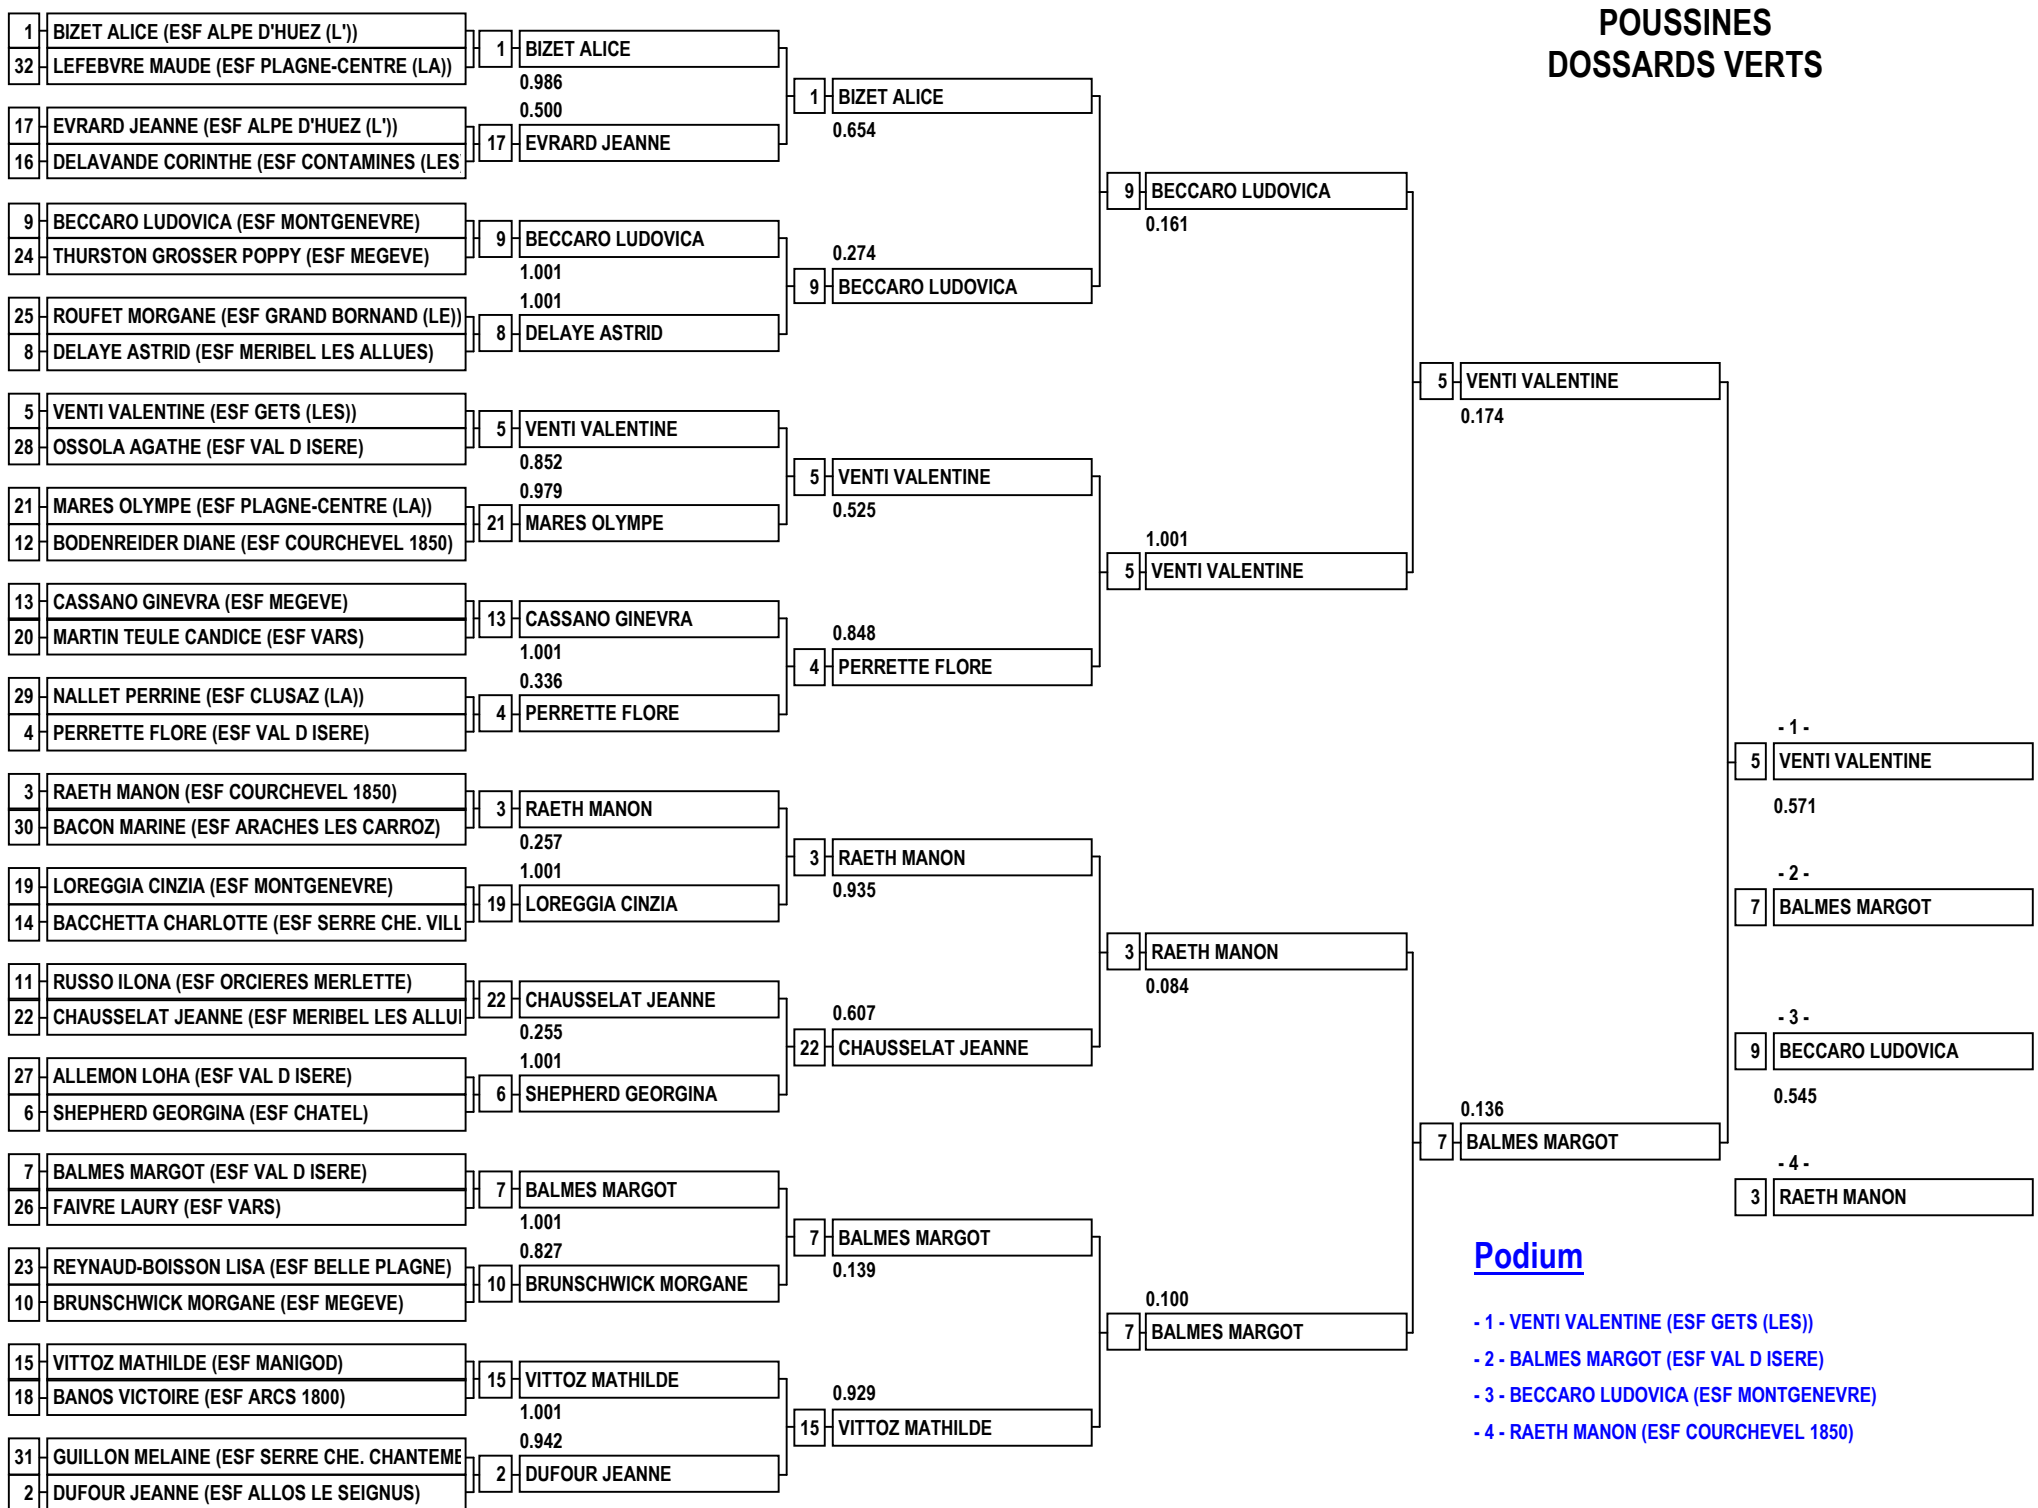 POUSSINES
DOSSARDS VERTS
1 BIZET ALICE (ESF ALPE D'HUEZ (L'))
32 LEFEBVRE MAUDE (ESF PLAGNE-CENTRE (LA))
17 EVRARD JEANNE (ESF ALPE D'HUEZ (L'))
16 DELAVANDE CORINTHE (ESF CONTAMINES (LES
9 BECCARO LUDOVICA (ESF MONTGENEVRE)
24 THURSTON GROSSER POPPY (ESF MEGEVE)
25 ROUFET MORGANE (ESF GRAND BORNAND (LE))
8 DELAYE ASTRID (ESF MERIBEL LES ALLUES)
5 VENTI VALENTINE (ESF GETS (LES))
28 OSSOLA AGATHE (ESF VAL D ISERE)
21 MARES OLYMPE (ESF PLAGNE-CENTRE (LA))
12 BODENREIDER DIANE (ESF COURCHEVEL 1850)
13 CASSANO GINEVRA (ESF MEGEVE)
20 MARTIN TEULE CANDICE (ESF VARS)
29 NALLET PERRINE (ESF CLUSAZ (LA))
4 PERRETTE FLORE (ESF VAL D ISERE)
3 RAETH MANON (ESF COURCHEVEL 1850)
30 BACON MARINE (ESF ARACHES LES CARROZ)
19 LOREGGIA CINZIA (ESF MONTGENEVRE)
14 BACCHETTA CHARLOTTE (ESF SERRE CHE. VILL
11 RUSSO ILONA (ESF ORCIERES MERLETTE)
22 CHAUSSELAT JEANNE (ESF MERIBEL LES ALLU
27 ALLEMON LOHA (ESF VAL D ISERE)
6 SHEPHERD GEORGINA (ESF CHATEL)
7 BALMES MARGOT (ESF VAL D ISERE)
26 FAIVRE LAURY (ESF VARS)
23 REYNAUD-BOISSON LISA (ESF BELLE PLAGNE)
10 BRUNSCHWICK MORGANE (ESF MEGEVE)
15 VITTOZ MATHILDE (ESF MANIGOD)
18 BANOS VICTOIRE (ESF ARCS 1800)
31 GUILLON MELAINE (ESF SERRE CHE. CHANTEME
2 DUFOUR JEANNE (ESF ALLOS LE SEIGNUS)
1 BIZET ALICE
0.986
0.500
17 EVRARD JEANNE
9 BECCARO LUDOVICA
1.001
1.001
8 DELAYE ASTRID
5 VENTI VALENTINE
0.852
0.979
21 MARES OLYMPE
13 CASSANO GINEVRA
1.001
0.336
4 PERRETTE FLORE
3 RAETH MANON
0.257
1.001
19 LOREGGIA CINZIA
22 CHAUSSELAT JEANNE
0.255
1.001
6 SHEPHERD GEORGINA
7 BALMES MARGOT
1.001
0.827
10 BRUNSCHWICK MORGANE
15 VITTOZ MATHILDE
1.001
0.942
2 DUFOUR JEANNE
1 BIZET ALICE
0.654
0.274
9 BECCARO LUDOVICA
5 VENTI VALENTINE
0.525
0.848
4 PERRETTE FLORE
3 RAETH MANON
0.935
0.607
22 CHAUSSELAT JEANNE
7 BALMES MARGOT
0.139
0.929
15 VITTOZ MATHILDE
9 BECCARO LUDOVICA
0.161
1.001
5 VENTI VALENTINE
3 RAETH MANON
0.084
0.100
7 BALMES MARGOT
5 VENTI VALENTINE
0.174
0.136
7 BALMES MARGOT
- 1 -
5 VENTI VALENTINE
0.571
- 2 -
7 BALMES MARGOT
- 3 -
9 BECCARO LUDOVICA
0.545
- 4 -
3 RAETH MANON
Podium
- 1 - VENTI VALENTINE (ESF GETS (LES))
- 2 - BALMES MARGOT (ESF VAL D ISERE)
- 3 - BECCARO LUDOVICA (ESF MONTGENEVRE)
- 4 - RAETH MANON (ESF COURCHEVEL 1850)